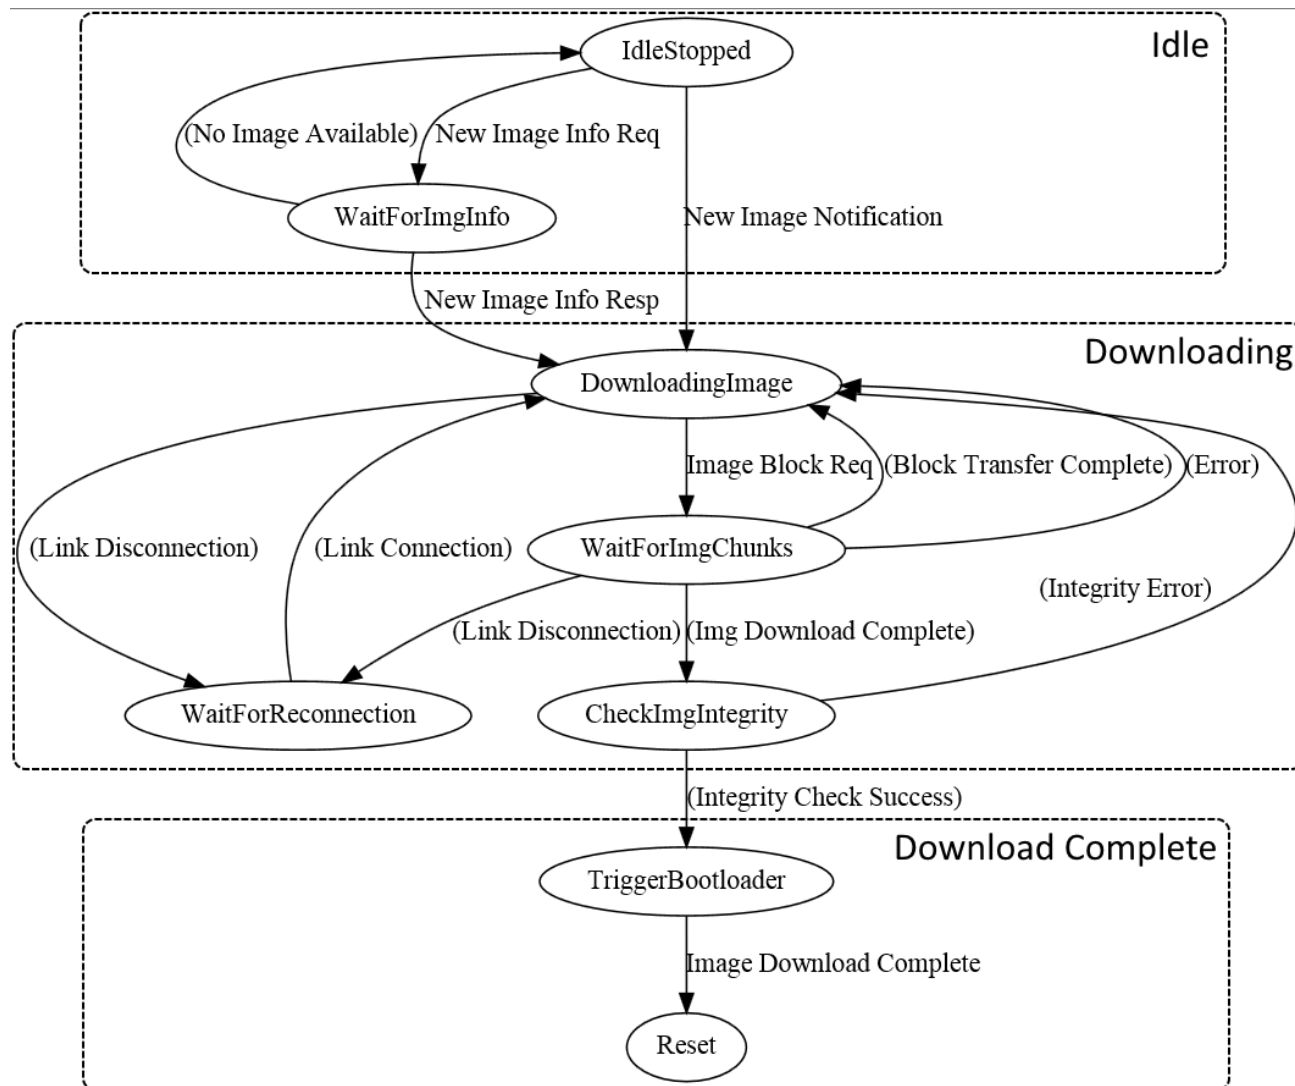 Idle
IdleStopped
(No Image Available)
New Image Info Req
WaitForImgInfo
New Image Notification
New Image Info Resp
Downloading
DownloadingImage
Image Block Req
(Block Transfer Complete)
(Error)
(Link Disconnection)
(Link Connection)
WaitForImgChunks
(Integrity Error)
(Link Disconnection)
(Img Download Complete)
WaitForReconnection
CheckImgIntegrity
(Integrity Check Success)
Download Complete
TriggerBootloader
Image Download Complete
Reset